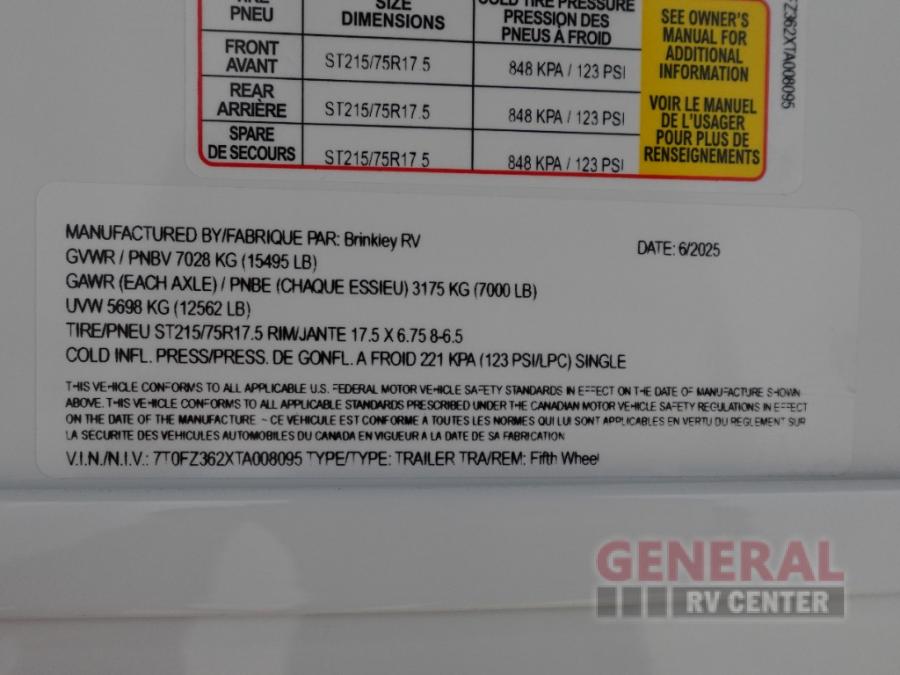 TIRE SIZE COLD TIRE PRESSURE
PNEU DIMENSIONS PRESSION DES
PNEUS À FROID
FRONT
AVANT ST215/75R17.5 848 KPA / 123 PSI
REAR
ARRIÈRE ST215/75R17.5 848 KPA / 123 PSI
SPARE
DE SECOURS ST215/75R17.5 848 KPA / 123 PSI
SEE OWNER'S
MANUAL FOR
ADDITIONAL
INFORMATION
VOIR LE MANUEL
DE L'USAGER
POUR PLUS DE
RENSEIGNEMENTS
Z362XTA008095
MANUFACTURED BY/FABRIQUE PAR: Brinkley RV DATE: 6/2025
GVWR / PNBV 7028 KG (15495 LB)
GAWR (EACH AXLE) / PNBE (CHAQUE ESSIEU) 3175 KG (7000 LB)
UVW 5698 KG (12562 LB)
TIRE/PNEU ST215/75R17.5 RIM/JANTE 17.5 X 6.75 8-6.5
COLD INFL. PRESS/PRESS. DE GONFL. A FROID 221 KPA (123 PSI/LPC) SINGLE
THIS VEHICLE CONFORMS TO ALL APPLICABLE U.S. FEDERAL MOTOR VEHICLE SAFETY STANDARDS IN EFFECT ON THE DATE OF MANUFACTURE SHOWN
ABOVE. THIS VEHICLE CONFORMS TO ALL APPLICABLE STANDARDS PRESCRIBED UNDER THE CANADIAN MOTOR VEHICLE SAFETY REGULATIONS IN EFFECT
ON THE DATE OF THE MANUFACTURE ~ CE VEHICULE EST CONFORME A TOUTES LES NORMES QUI LUI SONT APPLICABLES EN VERTU DU REGLEMENT SUR
LA SECURITE DES VEHICULES AUTOMOBILES DU CANADA EN VIGUEUR A LA DATE DE SA FABRICATION
V.I.N./N.I.V.: 7T0FZ362XTA008095 TYPE/TYPE: TRAILER TRA/REM: Fifth Wheel
GENERAL
RV CENTER